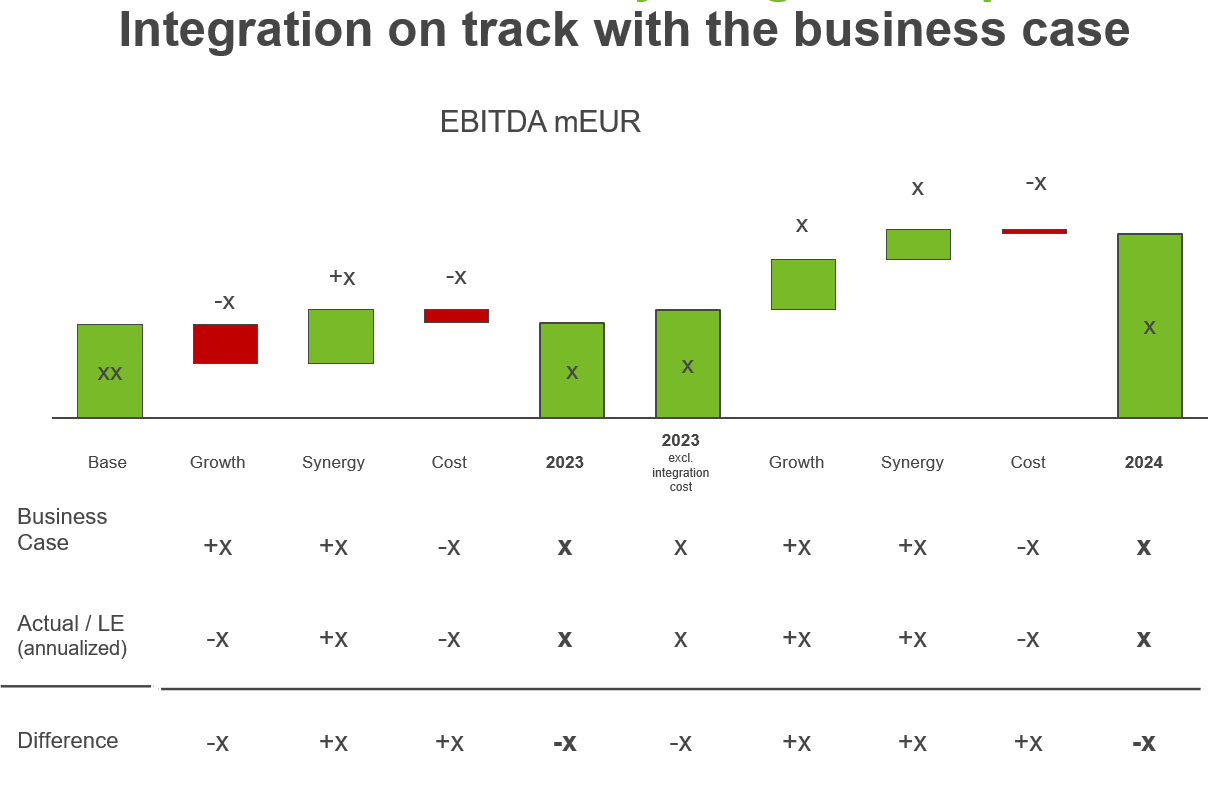 Integration on track with the business case
EBITDA mEUR
-x
+x
-x
x
x
-x
xx
x
x
x
Base
Growth
Synergy
Cost
2023
2023
excl.
integration
cost
Growth
Synergy
Cost
2024
Business
Case
+x +x -x x x +x +x -x x
Actual / LE
(annualized)
-x +x -x x x +x +x -x x
Difference
-x +x +x -x -x +x +x +x -x